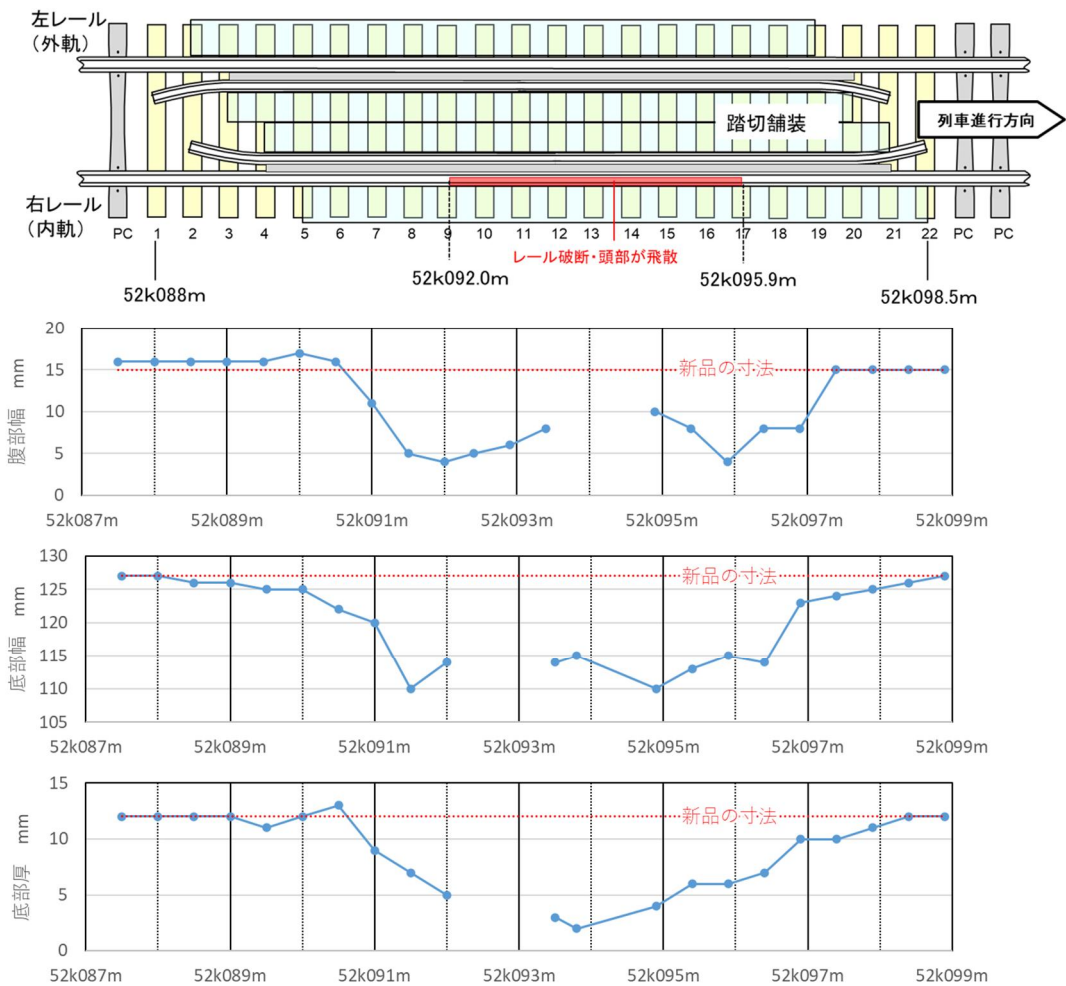 左レール
（外軌）
踏切舗装
列車進行方向
右レール
（内軌）
PC 1 2 3 4 5 6 7 8 9 10 11 12 13 14 15 16 17 18 19 20 21 22 PC PC
レール破断・頭部が飛散
52k088m
52k092.0m
52k095.9m
52k098.5m
腹部幅 mm
20
15
10
5
0
新品の寸法
52k087m 52k089m 52k091m 52k093m 52k095m 52k097m 52k099m
底部幅 mm
130
125
120
115
110
105
新品の寸法
52k087m 52k089m 52k091m 52k093m 52k095m 52k097m 52k099m
底部厚 mm
15
10
5
0
新品の寸法
52k087m 52k089m 52k091m 52k093m 52k095m 52k097m 52k099m